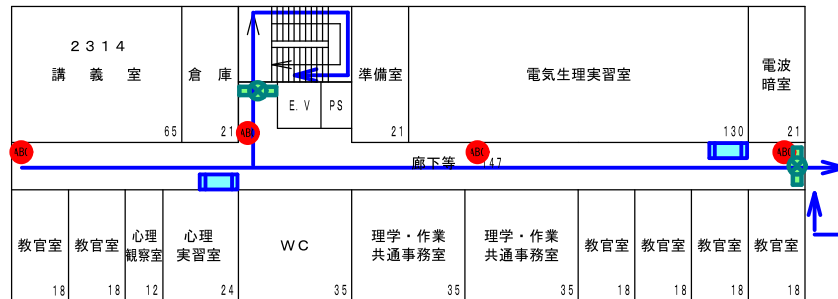 ２３１４
講義室
65
倉庫
21
E.V
PS
準備室
21
電気生理実習室
130
電波
暗室
21
ABC
ABC
ABC
ABC
廊下等
147
教官室
18
教官室
18
心理
観察室
12
心理
実習室
24
ＷＣ
35
理学・作業
共通事務室
35
理学・作業
共通事務室
35
教官室
18
教官室
18
教官室
18
教官室
18